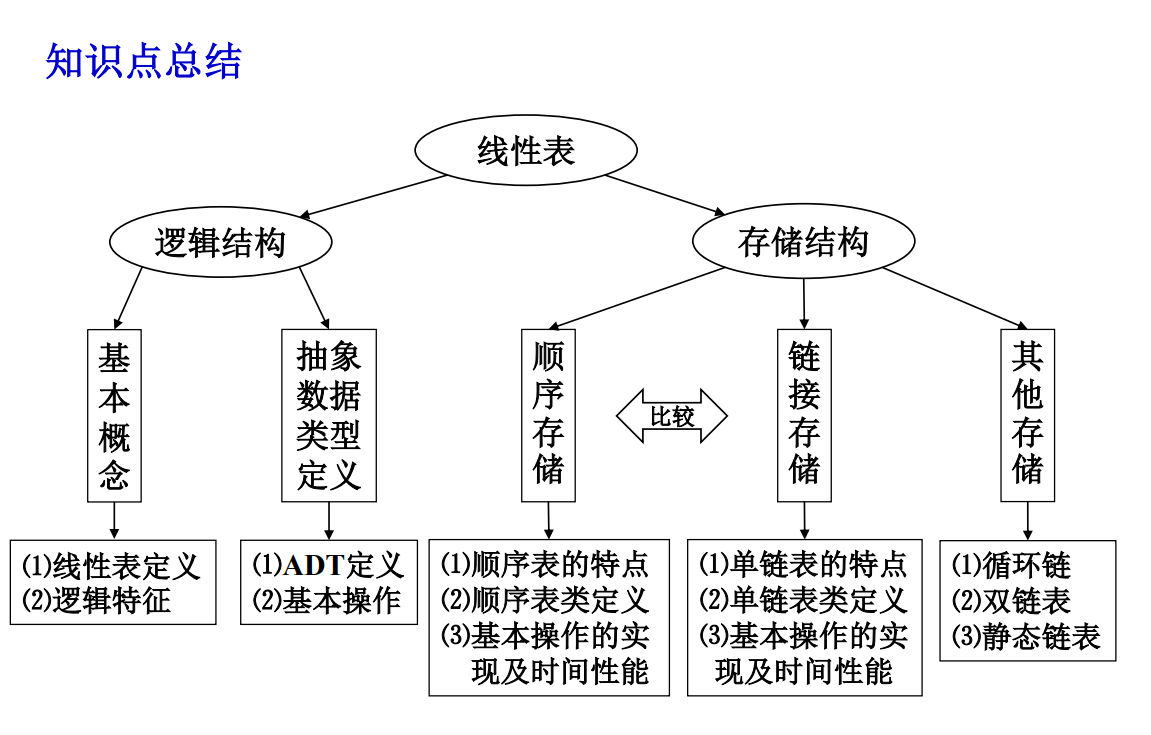 知识点总结
线性表
逻辑结构
存储结构
基
本
概
念
抽象
数据
类型
定义
顺
序
存
储
比较
链
接
存
储
其
他
存
储
⑴线性表定义
⑵逻辑特征
⑴ADT定义
⑵基本操作
⑴顺序表的特点
⑵顺序表类定义
⑶基本操作的实
现及时间性能
⑴单链表的特点
⑵单链表类定义
⑶基本操作的实
现及时间性能
⑴循环链
⑵双链表
⑶静态链表